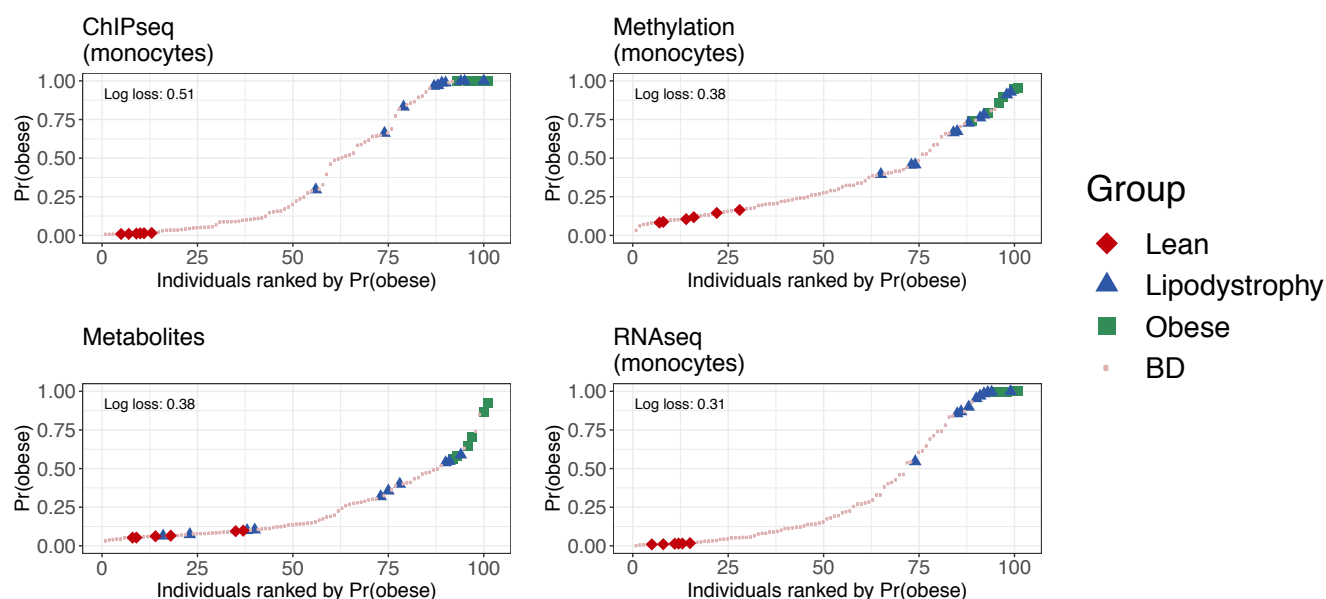 ChIPseq
(monocytes)
Pr(obese)
1.00
0.75
0.50
0.25
0.00
Log loss: 0.51
0 25 50 75 100
Individuals ranked by Pr(obese)
Methylation
(monocytes)
Pr(obese)
1.00
0.75
0.50
0.25
0.00
Log loss: 0.38
0 25 50 75 100
Individuals ranked by Pr(obese)
Metabolites
Pr(obese)
1.00
0.75
0.50
0.25
0.00
Log loss: 0.38
0 25 50 75 100
Individuals ranked by Pr(obese)
RNAseq
(monocytes)
Pr(obese)
1.00
0.75
0.50
0.25
0.00
Log loss: 0.31
0 25 50 75 100
Individuals ranked by Pr(obese)
Group
Lean
Lipodystrophy
Obese
BD